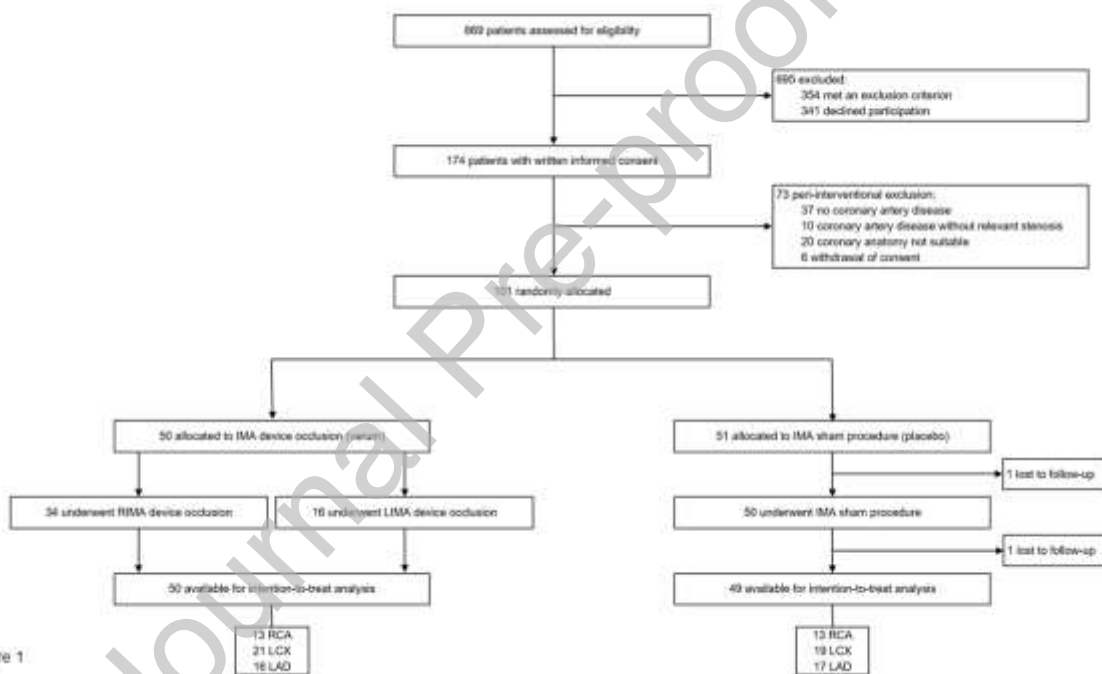 869 patients assessed for eligibility
695 excluded:
354 met an exclusion criterion
341 declined participation
174 patients with written informed consent
73 peri-interventional exclusion:
37 no coronary artery disease
10 coronary artery disease without relevant stenosis
20 coronary anatomy not suitable
6 withdrawal of consent
101 randomly allocated
50 allocated to IMA device occlusion (verum)
51 allocated to IMA sham procedure (placebo)
1 lost to follow-up
34 underwent RIMA device occlusion
16 underwent LIMA device occlusion
50 underwent IMA sham procedure
1 lost to follow-up
50 available for intention-to-treat analysis
49 available for intention-to-treat analysis
13 RCA
21 LCX
16 LAD
13 RCA
19 LCX
17 LAD
e 1
Journal Pre-proof